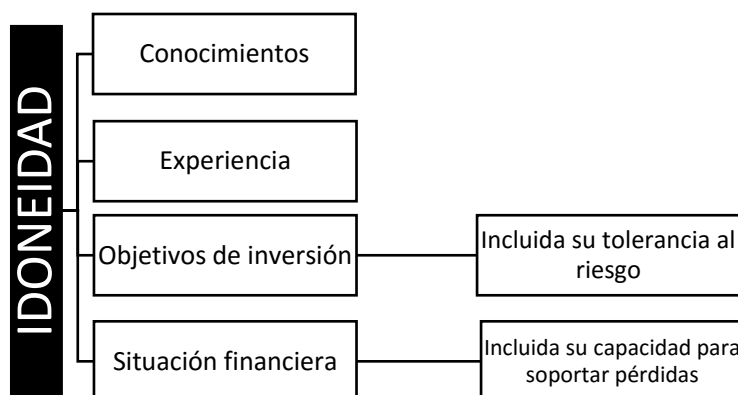 IDONEIDAD
Conocimientos
Experiencia
Objetivos de inversión
Incluida su tolerancia al
riesgo
Situación financiera
Incluida su capacidad para
soportar pérdidas